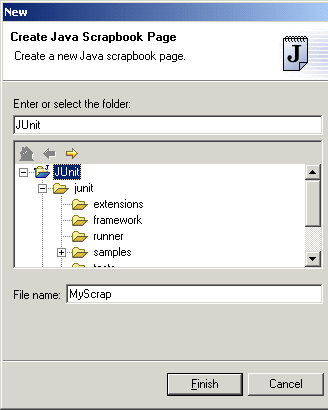 New
Create Java Scrapbook Page
Create a new Java scrapbook page.
J
Enter or select the folder:
JUnit
JUnit
junit
extensions
framework
runner
samples
File name: MyScrap
Finish Cancel